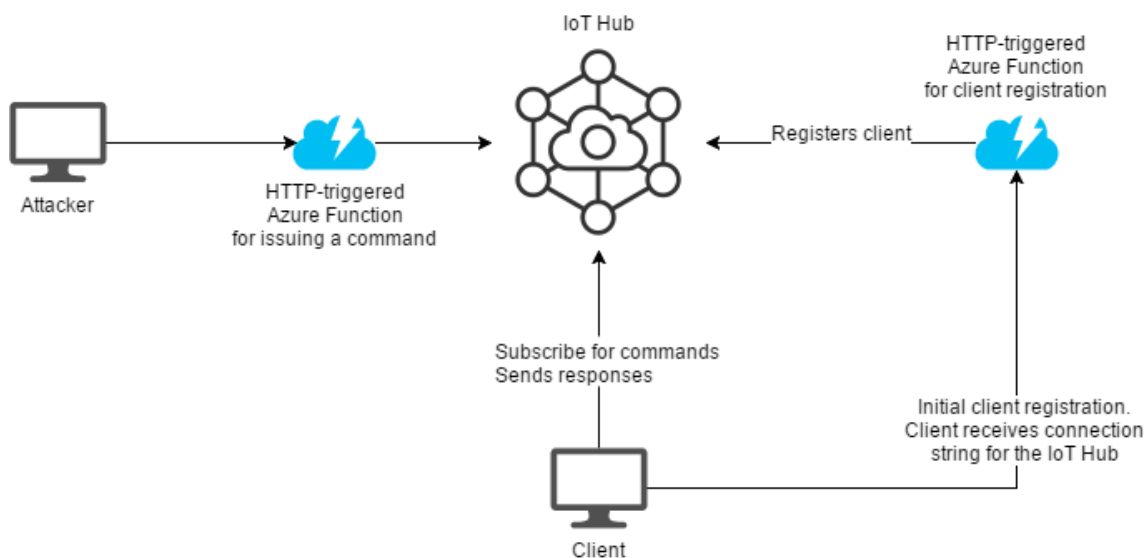 IoT Hub
HTTP-triggered
Azure Function
for client registration
Registers client
Attacker
HTTP-triggered
Azure Function
for issuing a command
Subscribe for commands
Sends responses
Initial client registration.
Client receives connection
string for the IoT Hub
Client